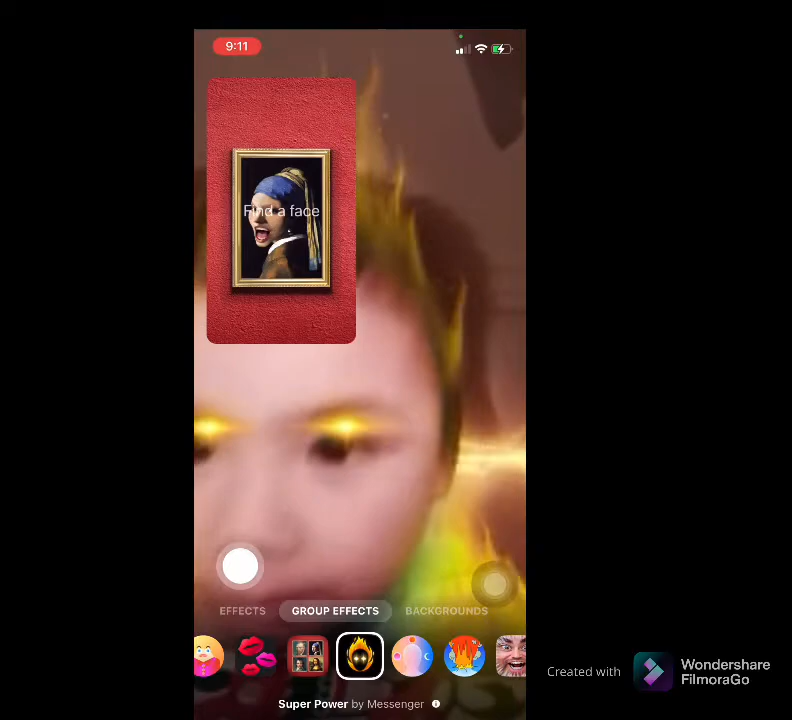 9:11
Find a face
EFFECTS GROUP EFFECTS BACKGROUNDS
Super Power by Messenger
Created with Wondershare FilmoraGo